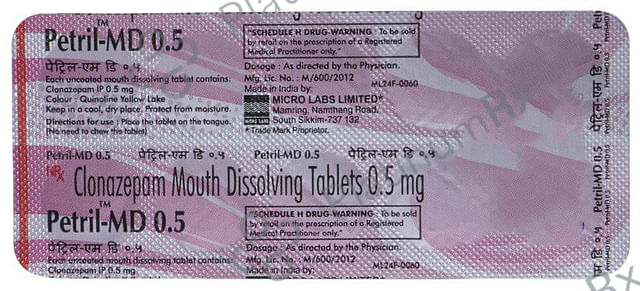 Petril-MD 0.5™
पेट्रिल-एम डि ०.५
Each uncoated mouth dissolving tablet contains:
Clonazepam IP 0.5 mg
Colour : Quinoline Yellow Lake
Keep in a cool, dry place. Protect from moisture.
Directions for use : Place the tablet on the tongue.
(No need to chew the tablet)
"SCHEDULE H DRUG-WARNING : To be sold
by retail on the prescription of a Registered
Medical Practitioner only."
Dosage : As directed by the Physician.
Mfg. Lic. No. : M/600/2012 ML24F-0060
Made in India by:
MICRO LABS LIMITED*
Mamring, Namthang Road,
MICRO LABS South Sikkim-737 132
* Trade Mark Proprietor.
Petril-MD 0.5 पेट्रिल-एम डि ०.५ Petril-MD 0.5 पेट्रिल-एम डि ०.५
NRx Clonazepam Mouth Dissolving Tablets 0.5 mg
Petril-MD 0.5™
पेट्रिल-एम डि ०.५
Each uncoated mouth dissolving tablet contains:
Clonazepam IP 0.5 mg
"SCHEDULE H DRUG-WARNING : To be sold
by retail on the prescription of a Registered
Medical Practitioner only."
Dosage : As directed by the Physician.
Mfg. Lic. No. : M/600/2012 ML24F-0060
Made in India by:
Petril-MD 0.5
पेट्रिल-एम डि ०.५
Petril-MD 0.5